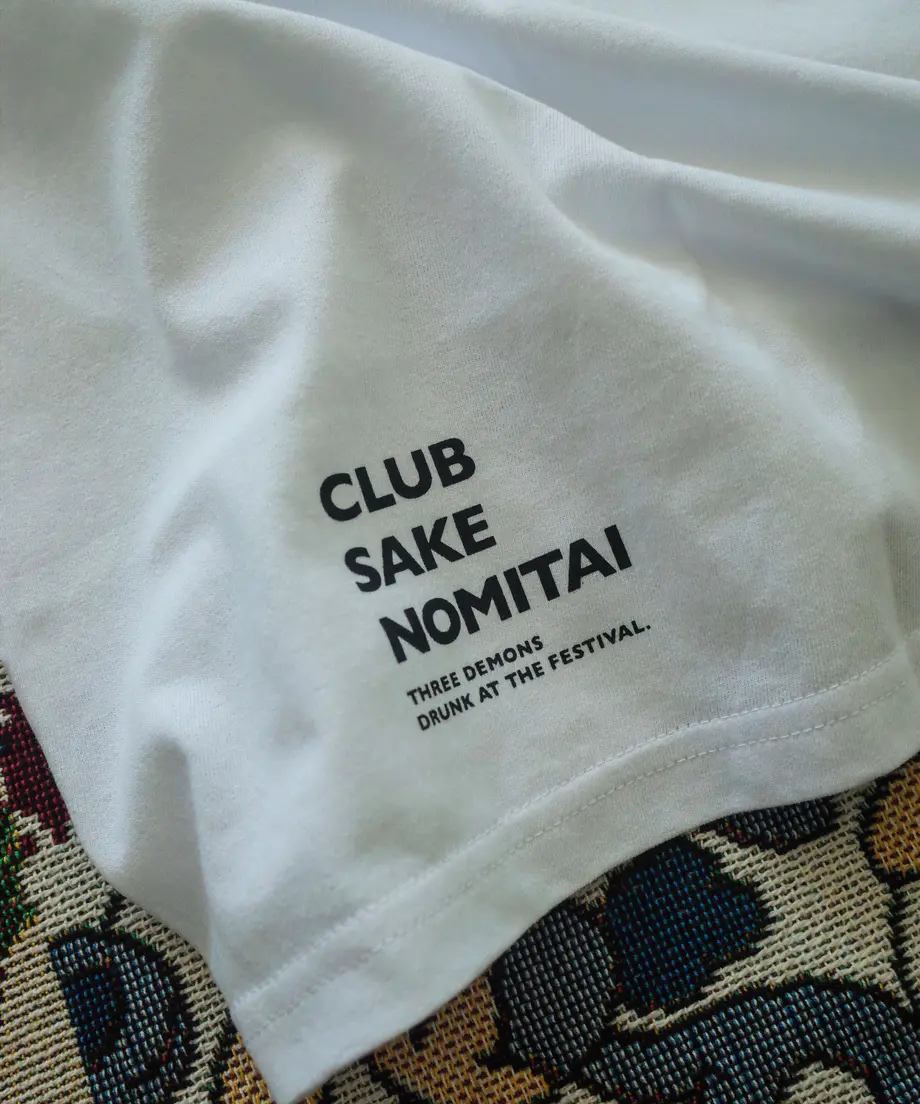 CLUB
SAKE
NOMITAI
THREE DEMONS
DRUNK AT THE FESTIVAL.